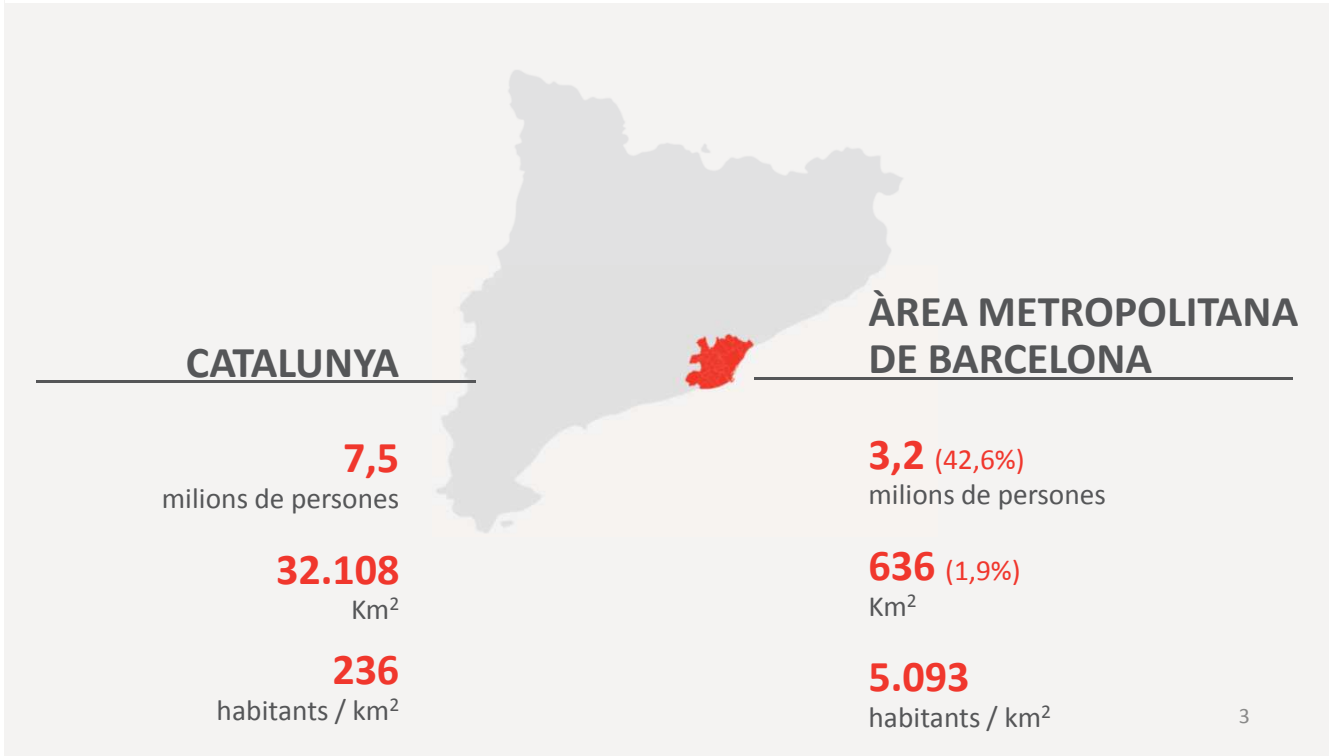 CATALUNYA
7,5
milions de persones
32.108
Km²
236
habitants / km²
ÀREA METROPOLITANA
DE BARCELONA
3,2 (42,6%)
milions de persones
636 (1,9%)
Km²
5.093
habitants / km²
3